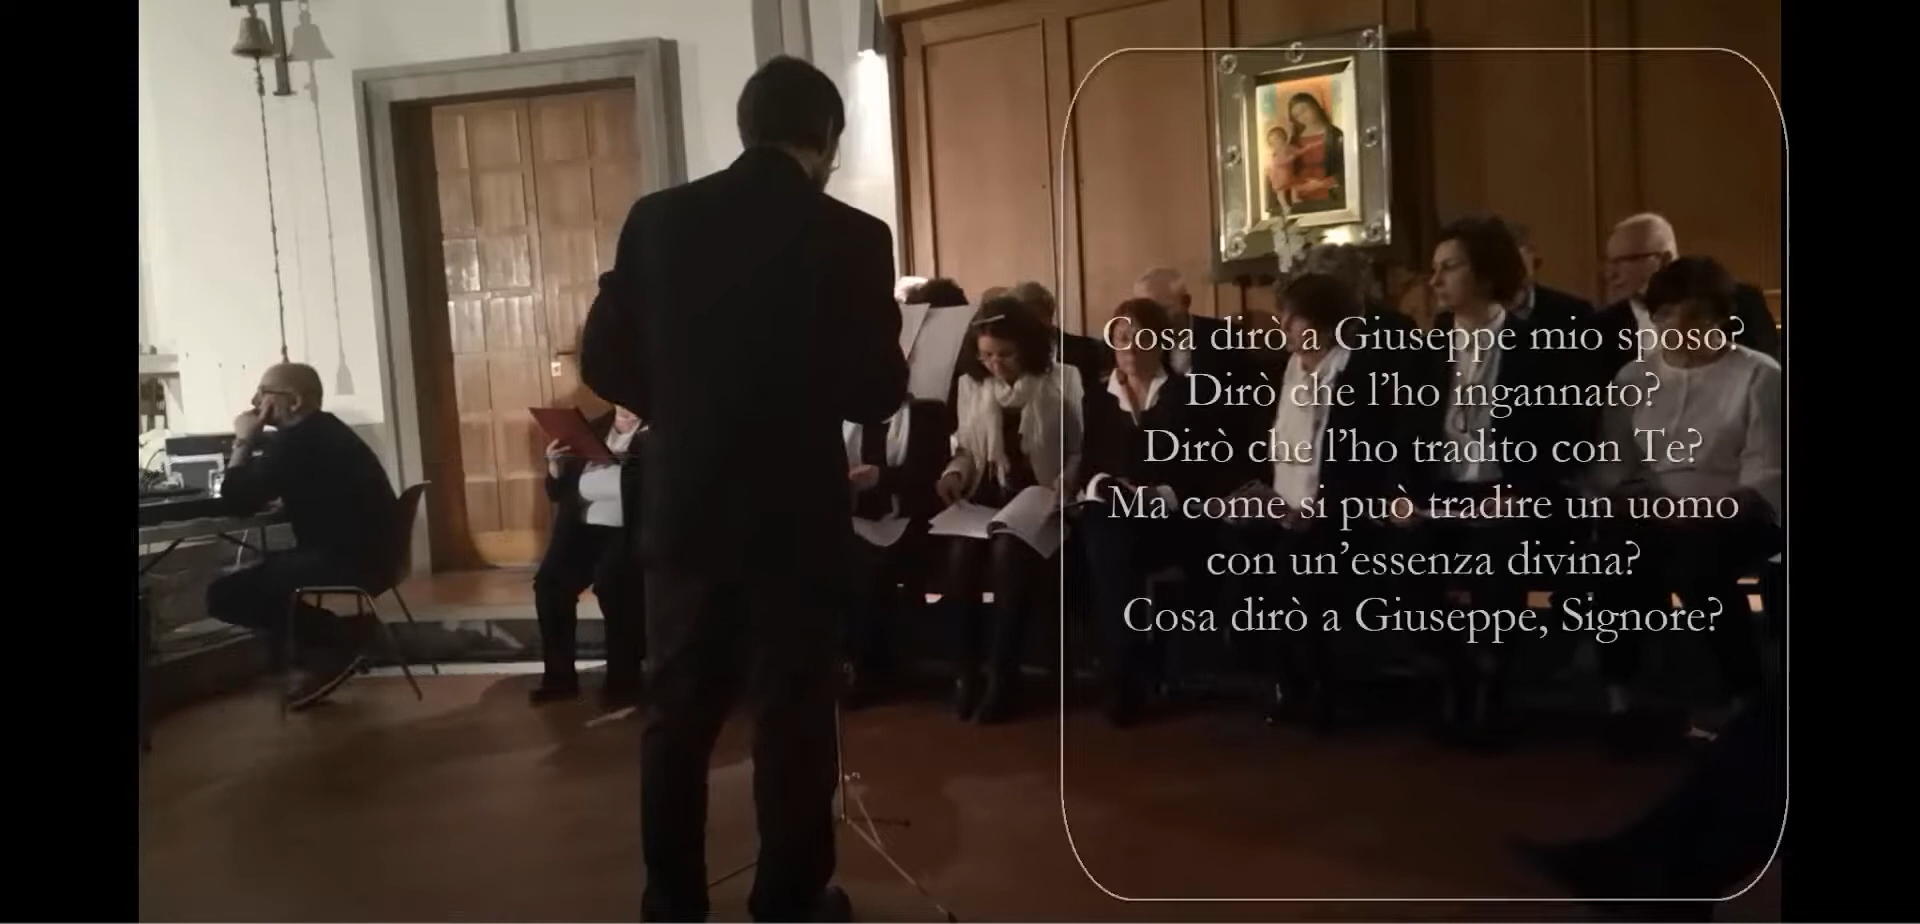 Cosa dirò a Giuseppe mio sposo?
Dirò che l’ho ingannato?
Dirò che l’ho tradito con Te?
Ma come si può tradire un uomo
con un’essenza divina?
Cosa dirò a Giuseppe, Signore?